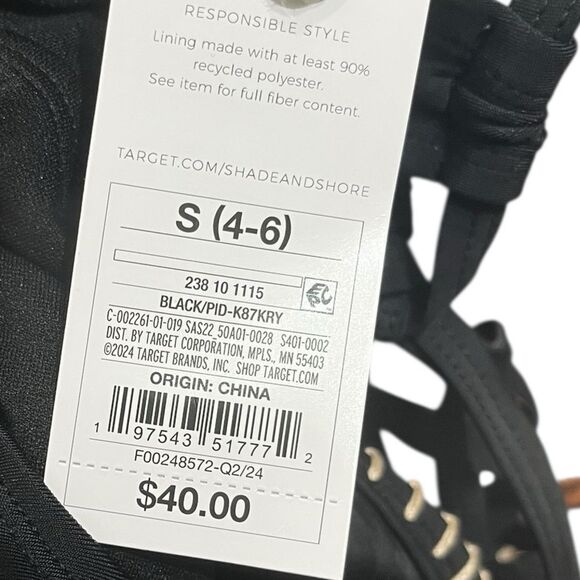 RESPONSIBLE STYLE
Lining made with at least 90%
recycled polyester.
See item for full fiber content.
TARGET.COM/SHADEANDSHORE
S (4-6)
238 10 1115
BLACK/PID-K87KRY
C-002261-01-019 SAS22_50A01-0028 S401-0002
DIST. BY TARGET CORPORATION, MPLS., MN 55403
©2024 TARGET BRANDS, INC. SHOP TARGET.COM
ORIGIN: CHINA
1 97543 51777 2
F00248572-Q2/24
$40.00